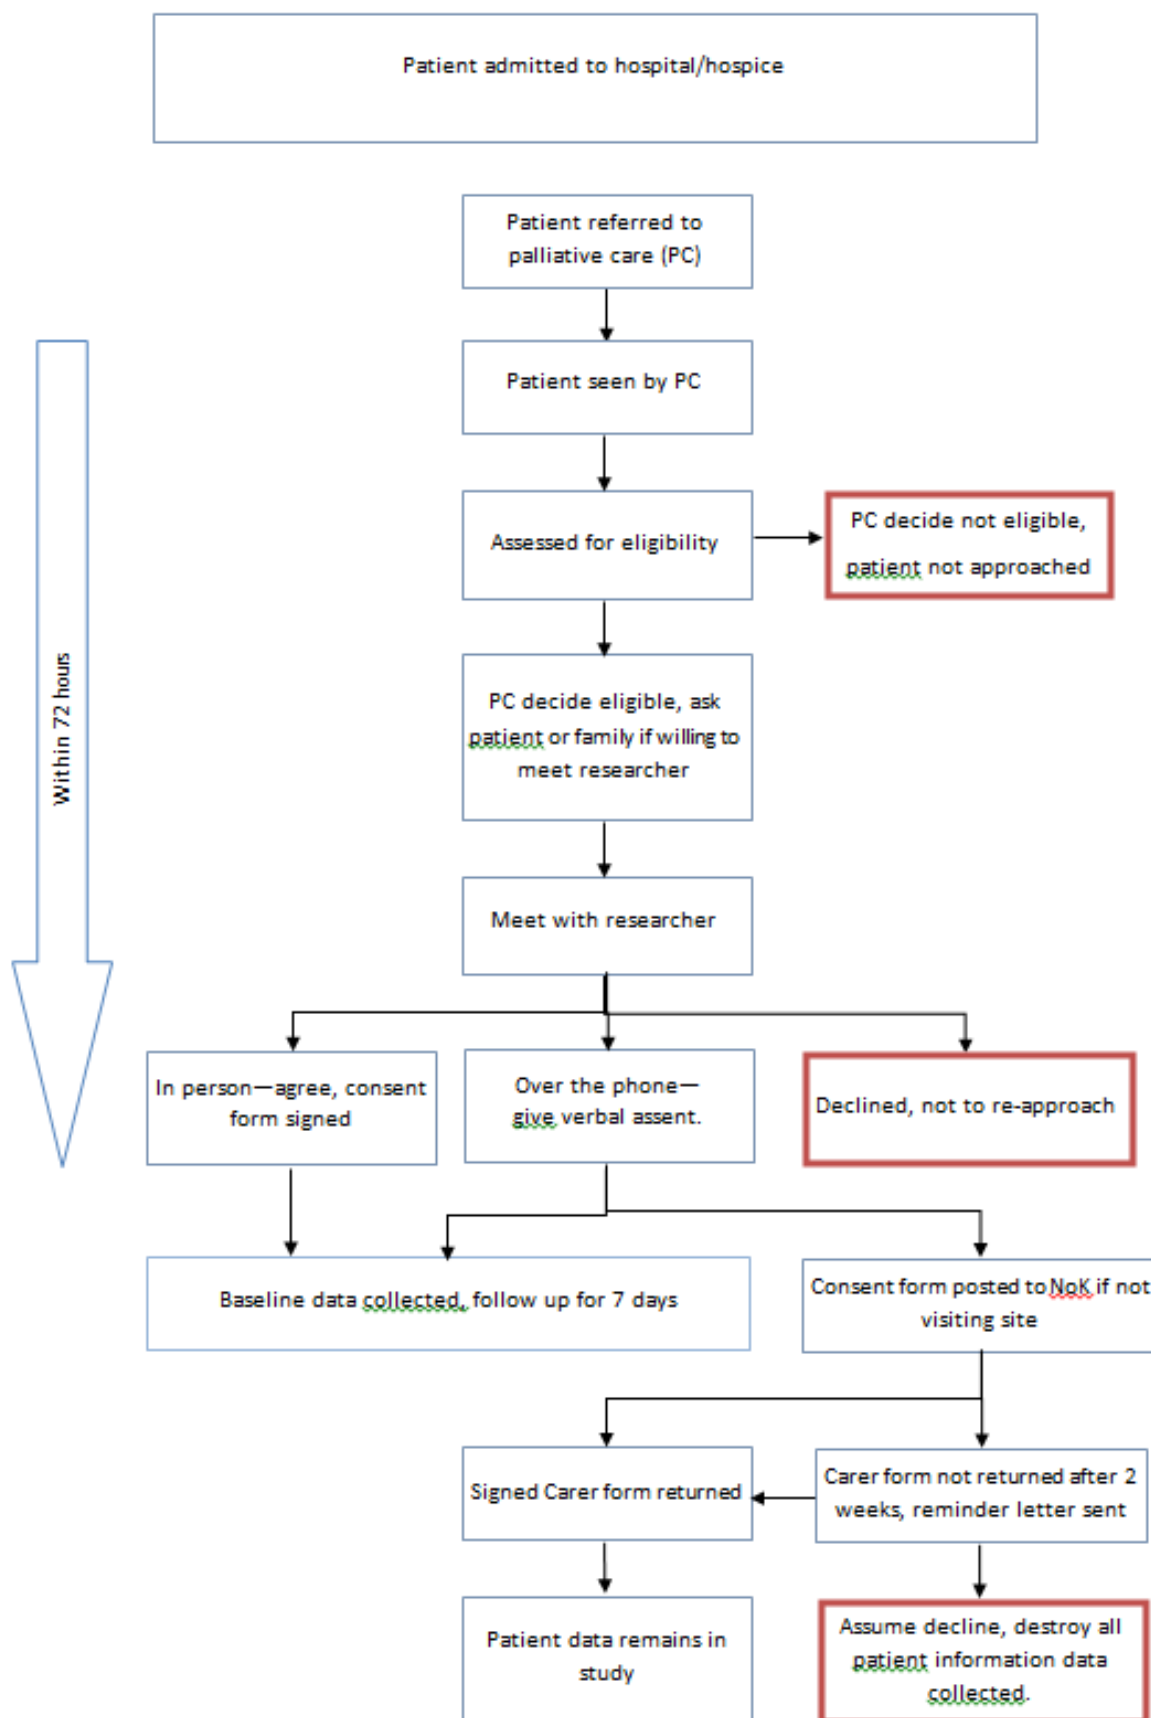 Patient admitted to hospital/hospice
Patient referred to
palliative care (PC)
Patient seen by PC
Assessed for eligibility
PC decide not eligible,
patient not approached
Within 72 hours
PC decide eligible, ask
patient or family if willing to
meet researcher
Meet with researcher
In person—agree, consent
form signed
Over the phone—
give verbal assent.
Declined, not to re-approach
Baseline data collected, follow up for 7 days
Consent form posted to NoK if not
visiting site
Signed Carer form returned
Carer form not returned after 2
weeks, reminder letter sent
Patient data remains in
study
Assume decline, destroy all
patient information data
collected.